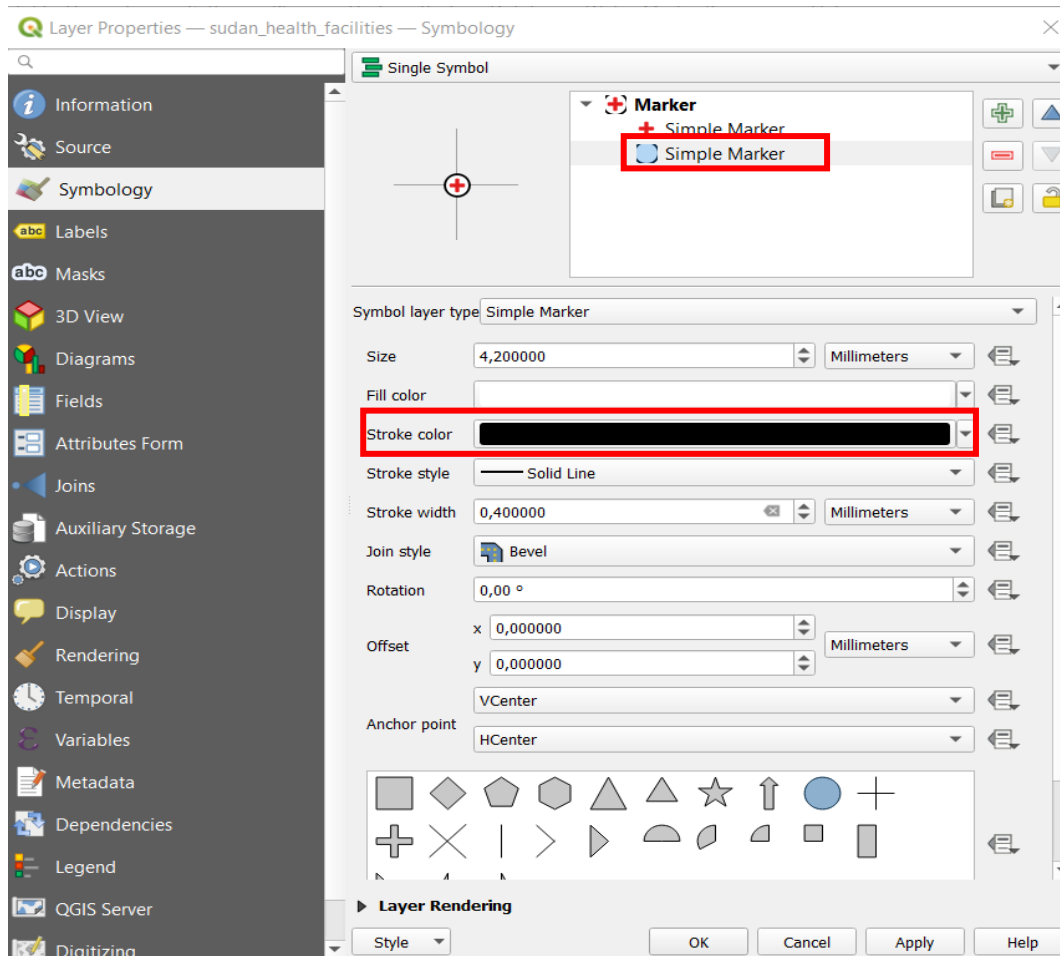 Layer Properties — sudan_health_facilities — Symbology
Single Symbol
Information
Source
Symbology
abc Labels
abc Masks
3D View
Diagrams
Fields
Attributes Form
Joins
Auxiliary Storage
Actions
Display
Rendering
Temporal
Variables
Metadata
Dependencies
Legend
QGIS Server
Digitizing
Marker
Simple Marker
Simple Marker
Symbol layer type Simple Marker
Size 4,200000 Millimeters
Fill color
Stroke color
Stroke style Solid Line
Stroke width 0,400000 Millimeters
Join style Bevel
Rotation 0,00 °
Offset x 0,000000 Millimeters
y 0,000000
Anchor point VCenter
HCenter
Layer Rendering
Style OK Cancel Apply Help